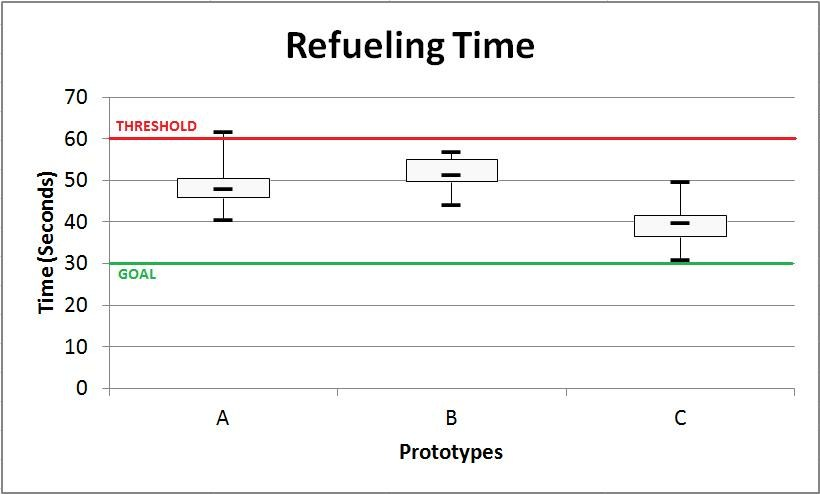 Refueling Time
Time (Seconds)
70
THRESHOLD
60
50
40
30
GOAL
20
10
0
A B C
Prototypes